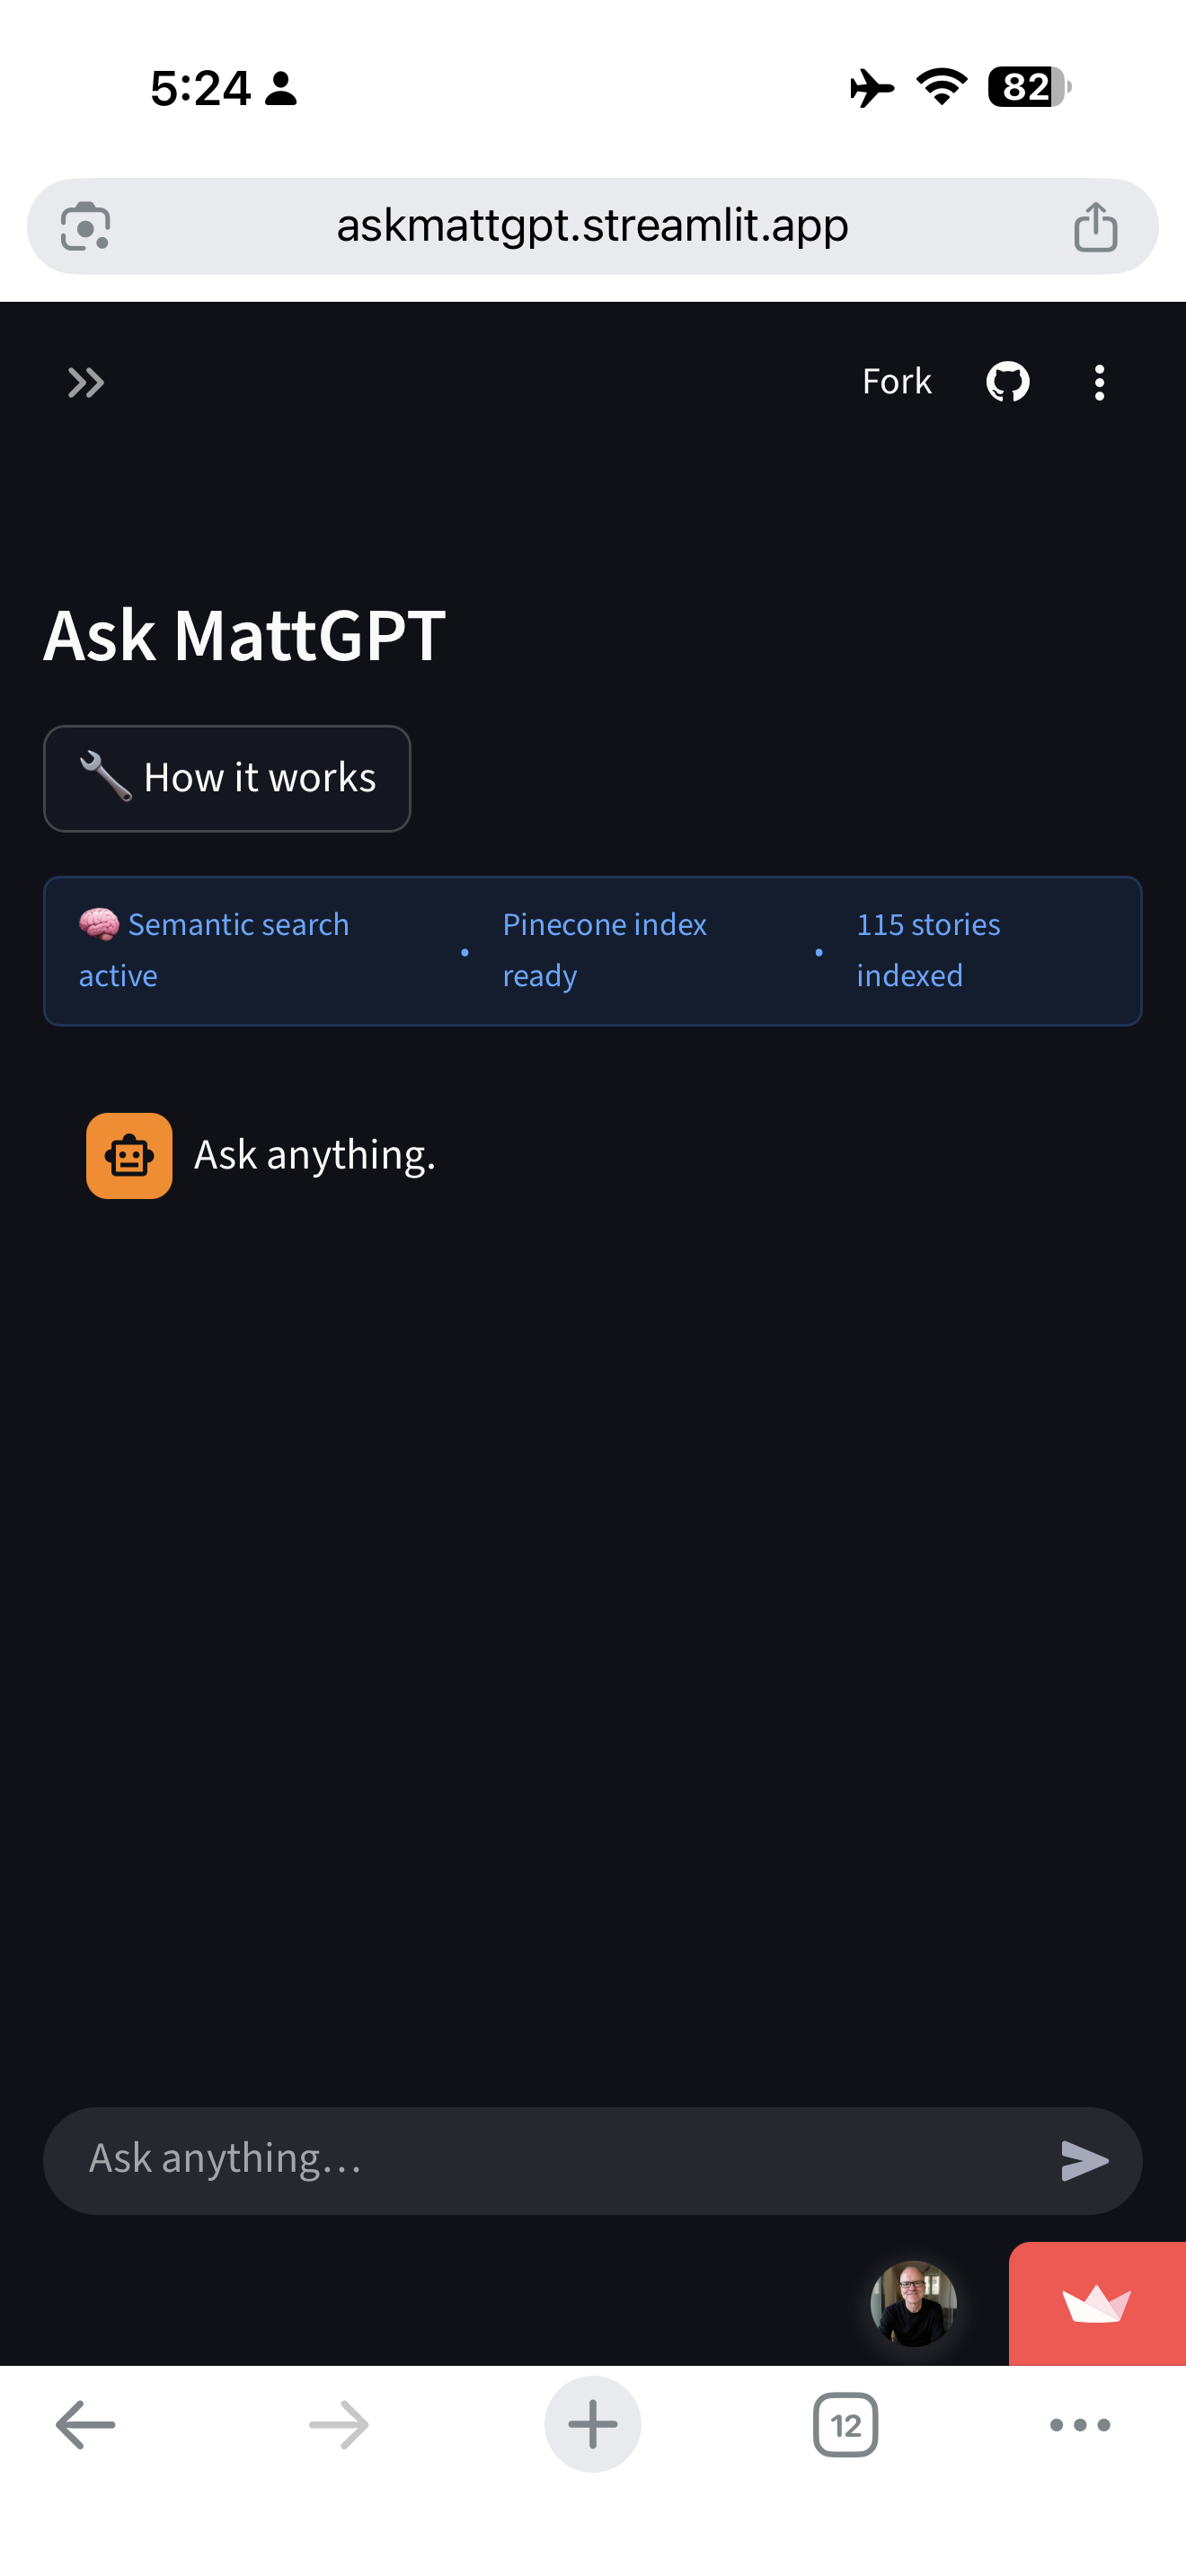 5:24
82
askmattgpt.streamlit.app
Fork
Ask MattGPT
How it works
Semantic search active
•
Pinecone index ready
•
115 stories indexed
Ask anything.
Ask anything...
12